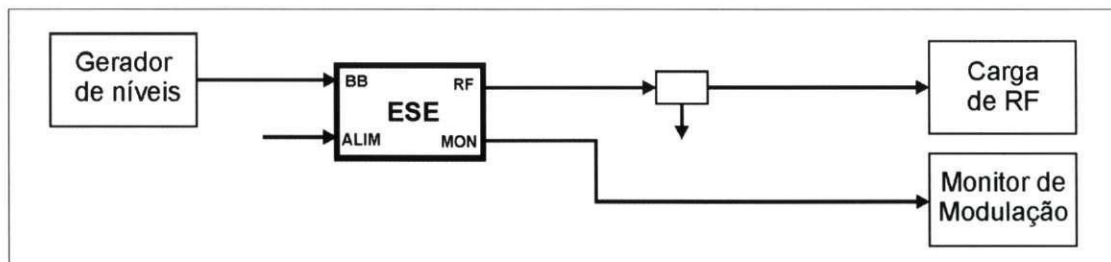 Gerador
de níveis
BB
RF
ESE
ALIM
MON
Carga
de RF
Monitor de
Modulação